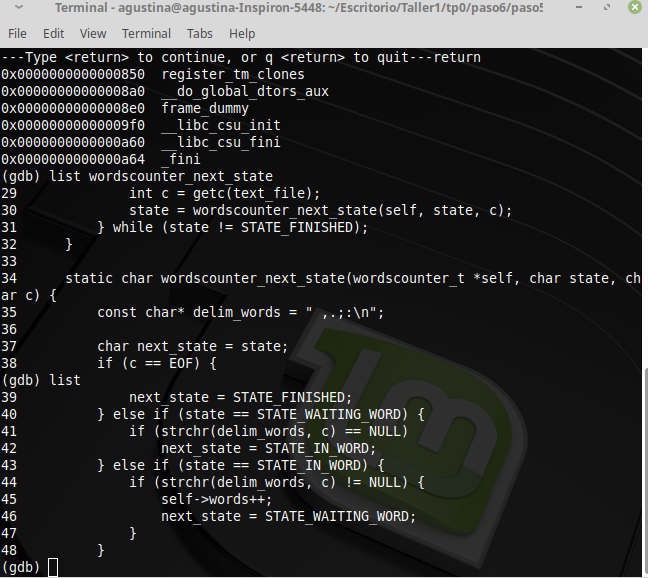 Terminal - agustina@agustina-Inspiron-5448: ~/Escritorio/Taller1/tp0/paso6/paso5
File Edit View Terminal Tabs Help
---Type <return> to continue, or q <return> to quit---return
0x0000000000000850  register_tm_clones
0x00000000000008a0  __do_global_dtors_aux
0x00000000000008e0  frame_dummy
0x00000000000009f0  __libc_csu_init
0x0000000000000a60  __libc_csu_fini
0x0000000000000a64  _fini
(gdb) list wordscounter_next_state
29              int c = getc(text_file);
30              state = wordscounter_next_state(self, state, c);
31          } while (state != STATE_FINISHED);
32      }
33
34      static char wordscounter_next_state(wordscounter_t *self, char state, ch
ar c) {
35          const char* delim_words = " ,.;:\n";
36
37          char next_state = state;
38          if (c == EOF) {
(gdb) list
39              next_state = STATE_FINISHED;
40          } else if (state == STATE_WAITING_WORD) {
41              if (strchr(delim_words, c) == NULL)
42                  next_state = STATE_IN_WORD;
43          } else if (state == STATE_IN_WORD) {
44              if (strchr(delim_words, c) != NULL) {
45                  self->words++;
46                  next_state = STATE_WAITING_WORD;
47              }
48          }
(gdb)